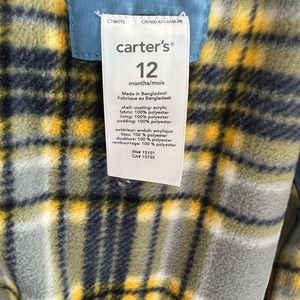 carter's®
12
months/mois
Made in Bangladesh
Fabriqué au Bangladesh
shell: coating: acrylic
fabric: 100% polyester
lining: 100% polyester
padding: 100% polyester
extérieur: enduit: acrylique
tissu: 100% polyester
doublure: 100% polyester
rembourrage: 100% polyester
RN# 15101
CA# 10735